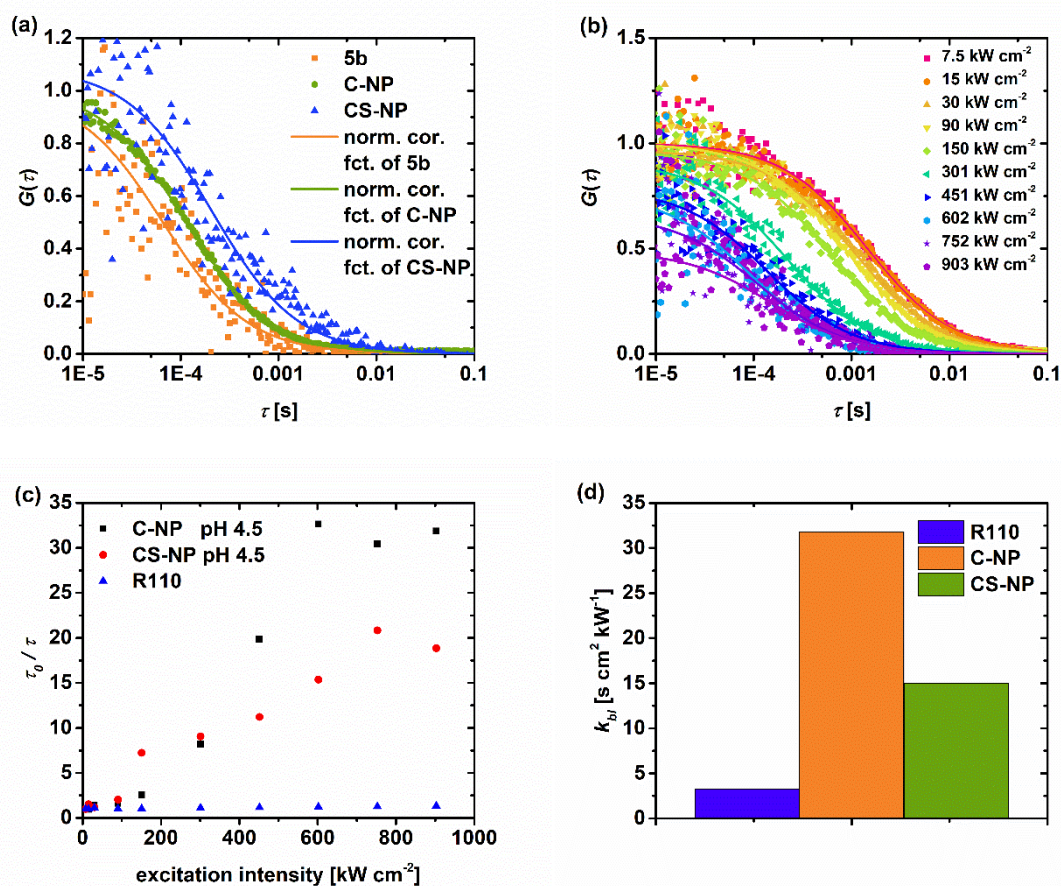 (a)
1.2
1.0
0.8
0.6
0.4
0.2
0.0
G(τ)
5b
C-NP
CS-NP
norm. cor.
fct. of 5b
norm. cor.
fct. of C-NP
norm. cor.
fct. of CS-NP
1E-5 1E-4 0.001 0.01 0.1
τ [s]
(b)
1.5
1.0
0.5
0.0
G(τ)
7.5 kW cm-2
15 kW cm-2
30 kW cm-2
90 kW cm-2
150 kW cm-2
301 kW cm-2
451 kW cm-2
602 kW cm-2
752 kW cm-2
903 kW cm-2
1E-5 1E-4 0.001 0.01 0.1
τ [s]
(c)
35
30
25
20
15
10
5
0
τ0 / τ
C-NP pH 4.5
CS-NP pH 4.5
R110
0 200 400 600 800 1000
excitation intensity [kW cm-2]
(d)
35
30
25
20
15
10
5
0
kbl [s cm2 kW-1]
R110
C-NP
CS-NP